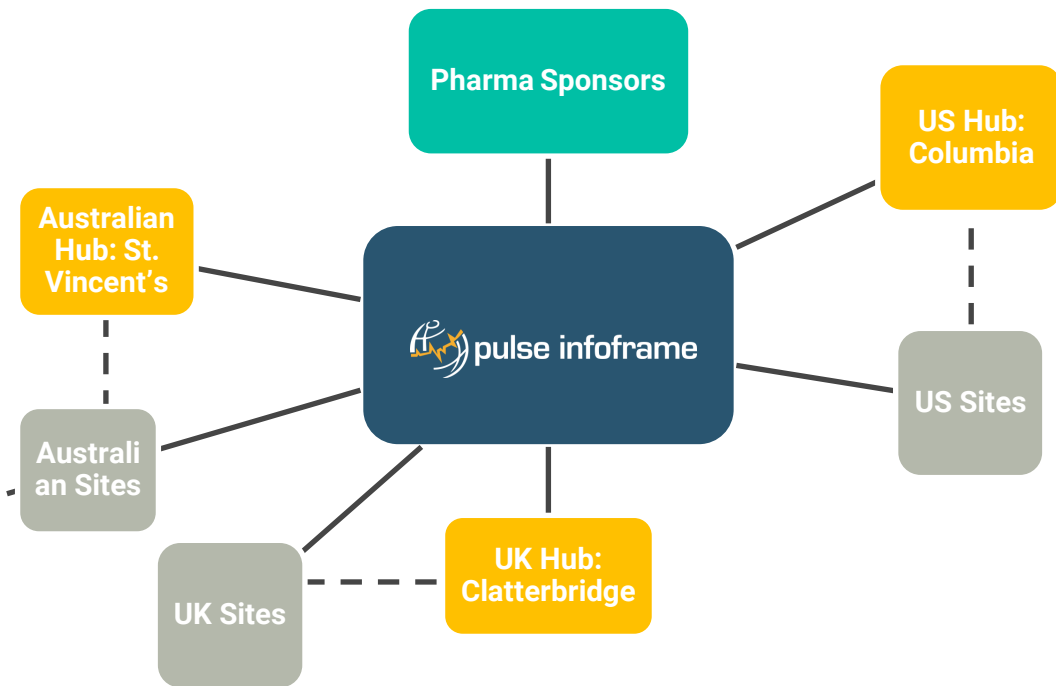 Pharma Sponsors
US Hub:
Columbia
Australian
Hub: St.
Vincent’s
pulse infoframe
US Sites
Australi
an Sites
UK Hub:
Clatterbridge
UK Sites